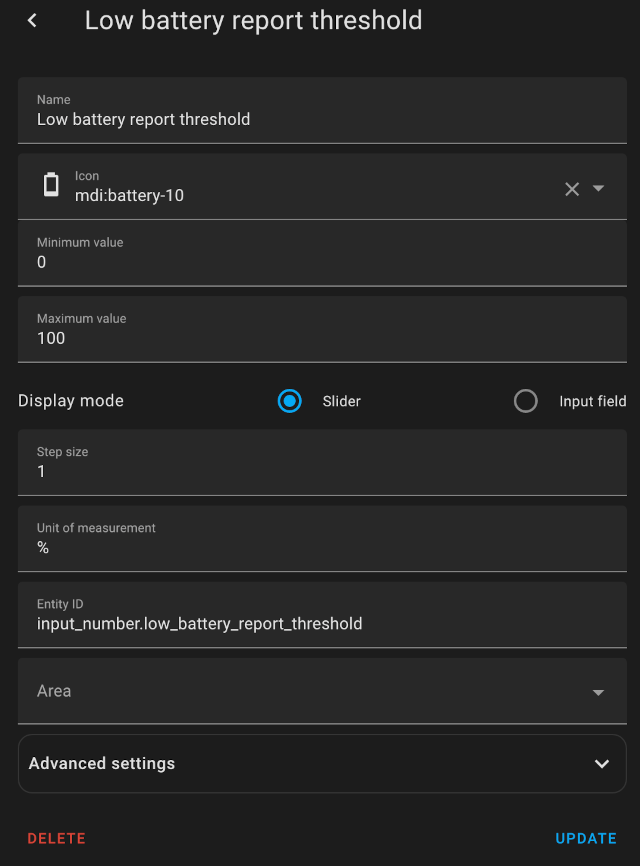 Low battery report threshold
Name
Low battery report threshold
Icon
mdi:battery-10
Minimum value
0
Maximum value
100
Display mode Slider Input field
Step size
1
Unit of measurement
%
Entity ID
input_number.low_battery_report_threshold
Area
Advanced settings
DELETE UPDATE